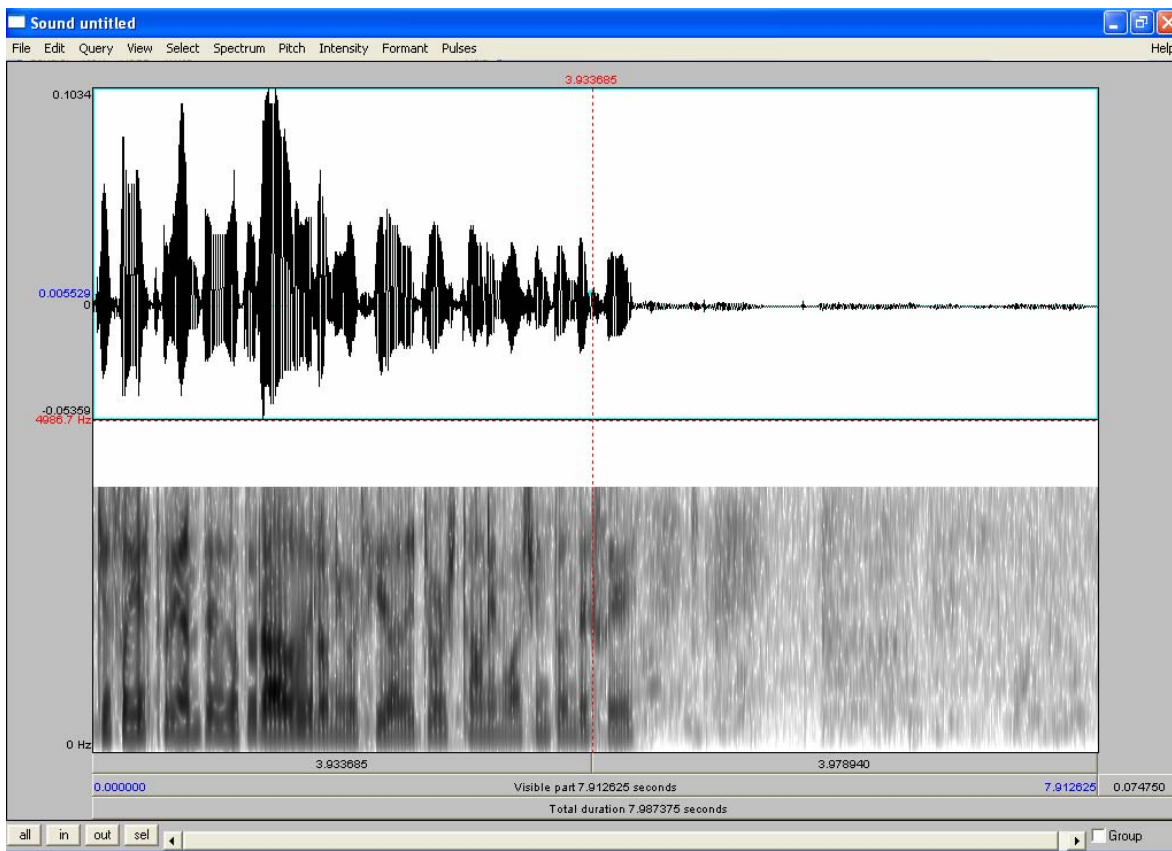 Sound untitled
File Edit Query View Select Spectrum Pitch Intensity Formant Pulses Help
3.933685
0.1034
0.005529
0
-0.05359
4986.7 Hz
0 Hz
3.933685 3.978940
0.000000 Visible part 7.912625 seconds 7.912625 0.074750
Total duration 7.987375 seconds
all in out sel Group